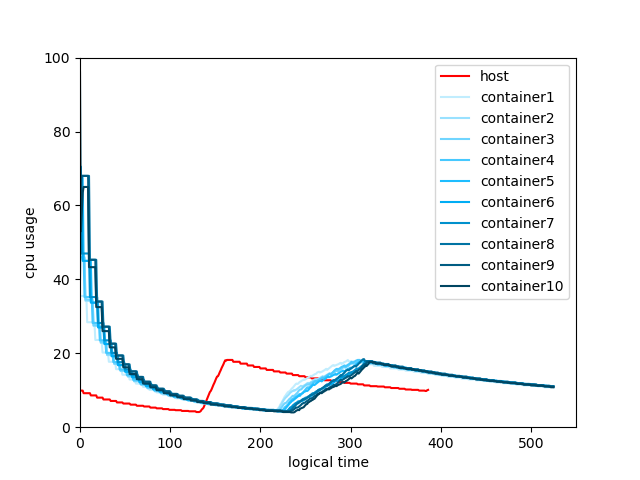 100
80
60
40
20
0
cpu usage
0 100 200 300 400 500
logical time
host
container1
container2
container3
container4
container5
container6
container7
container8
container9
container10